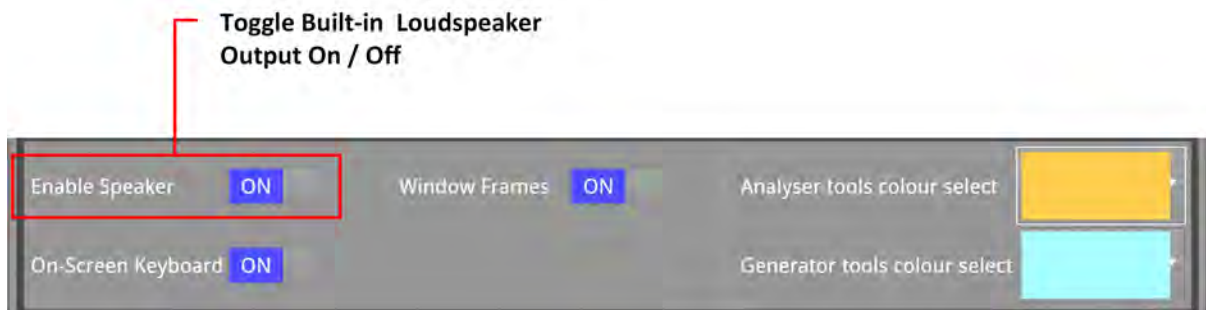 Toggle Built-in Loudspeaker
Output On / Off
Enable Speaker ON Window Frames ON Analyser tools colour select
On-Screen Keyboard ON Generator tools colour select